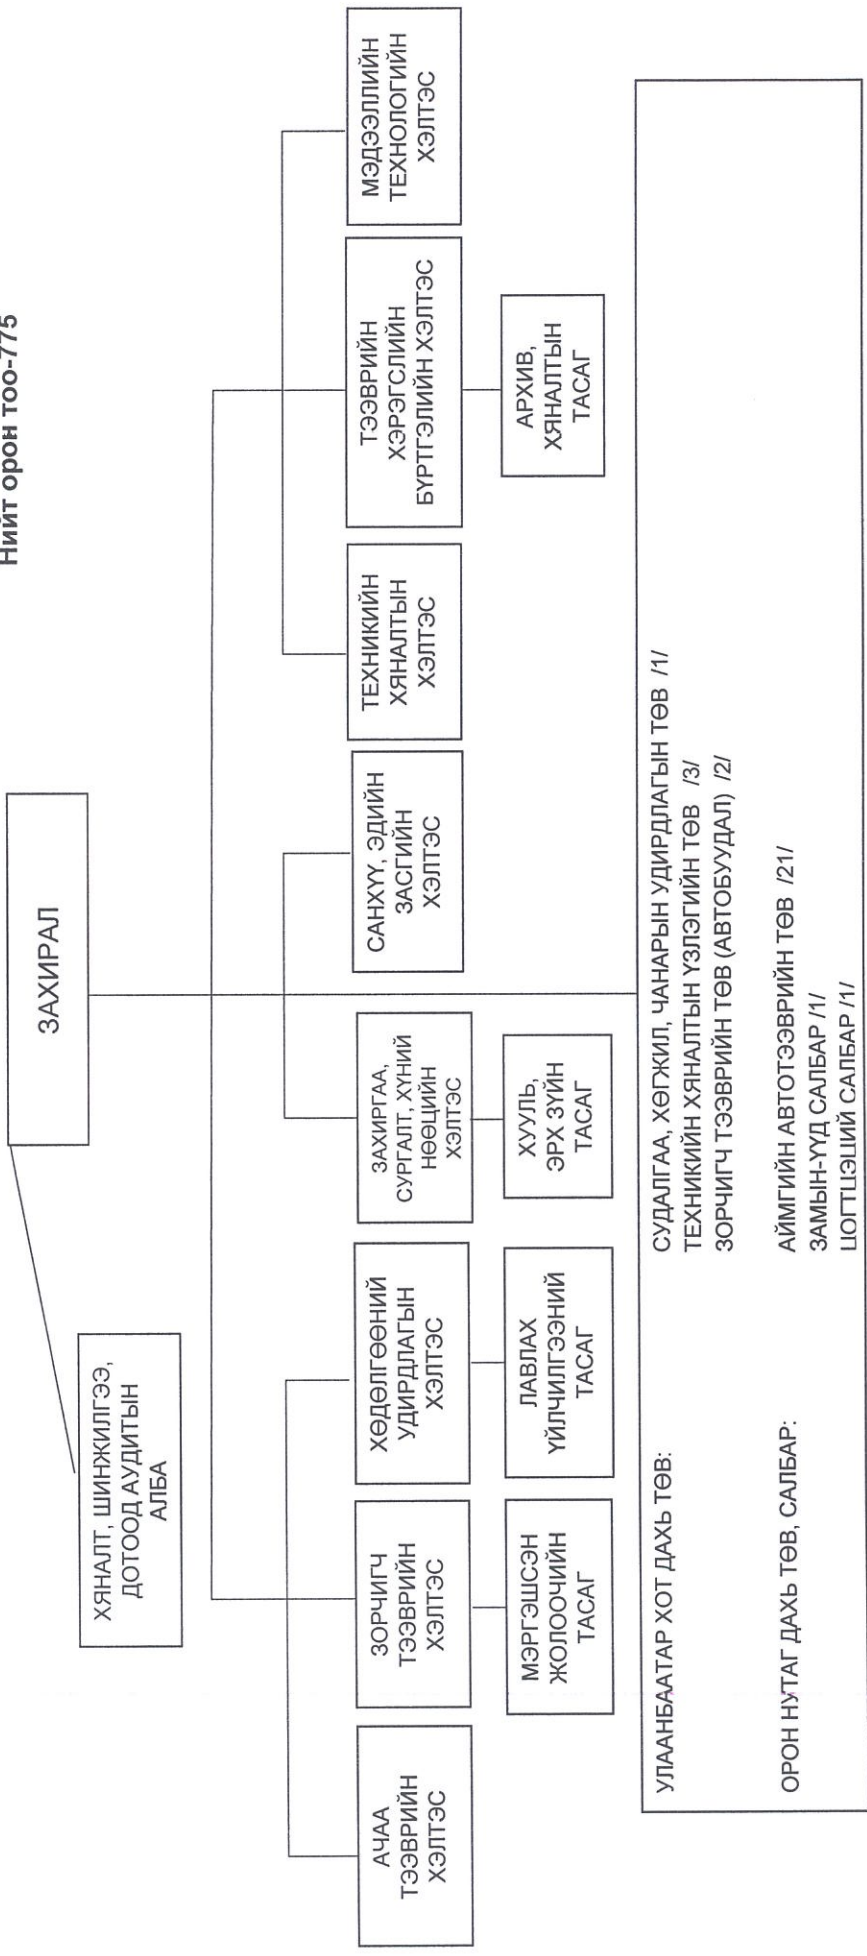 Нийт орон тоо-775
ЗАХИРАЛ
ХЯНАЛТ, ШИНЖИЛГЭЭ,
ДОТООД АУДИТЫН
АЛБА
АЧАА
ТЭЭВРИЙН
ХЭЛТЭС
ЗОРЧИГЧ
ТЭЭВРИЙН
ХЭЛТЭС
ХӨДӨЛГӨӨНИЙ
УДИРДЛАГЫН
ХЭЛТЭС
ЗАХИРГАА,
СУРГАЛТ, ХҮНИЙ
НӨӨЦИЙН
ХЭЛТЭС
САНХҮҮ, ЭДИЙН
ЗАСГИЙН
ХЭЛТЭС
ТЕХНИКИЙН
ХЯНАЛТЫН
ХЭЛТЭС
ТЭЭВРИЙН
ХЭРЭГСЛИЙН
БҮРТГЭЛИЙН ХЭЛТЭС
МЭДЭЭЛЛИЙН
ТЕХНОЛОГИЙН
ХЭЛТЭС
МЭРГЭШСЭН
ЖОЛООЧИЙН
ТАСАГ
ЛАВЛАХ
ҮЙЛЧИЛГЭЭНИЙ
ТАСАГ
ХУУЛЬ,
ЭРХ ЗҮЙН
ТАСАГ
АРХИВ,
ХЯНАЛТЫН
ТАСАГ
УЛААНБААТАР ХОТ ДАХЬ ТӨВ: СУДАЛГАА, ХӨГЖИЛ, ЧАНАРЫН УДИРДЛАГЫН ТӨВ /1/
ТЕХНИКИЙН ХЯНАЛТЫН ҮЗЛЭГИЙН ТӨВ /3/
ЗОРЧИГЧ ТЭЭВРИЙН ТӨВ (АВТОБУУДАЛ) /2/
ОРОН НУТАГ ДАХЬ ТӨВ, САЛБАР: АЙМГИЙН АВТОТЭЭВРИЙН ТӨВ /21/
ЗАМЫН-ҮҮД САЛБАР /1/
ЦОГТЦЭЦИЙ САЛБАР /1/